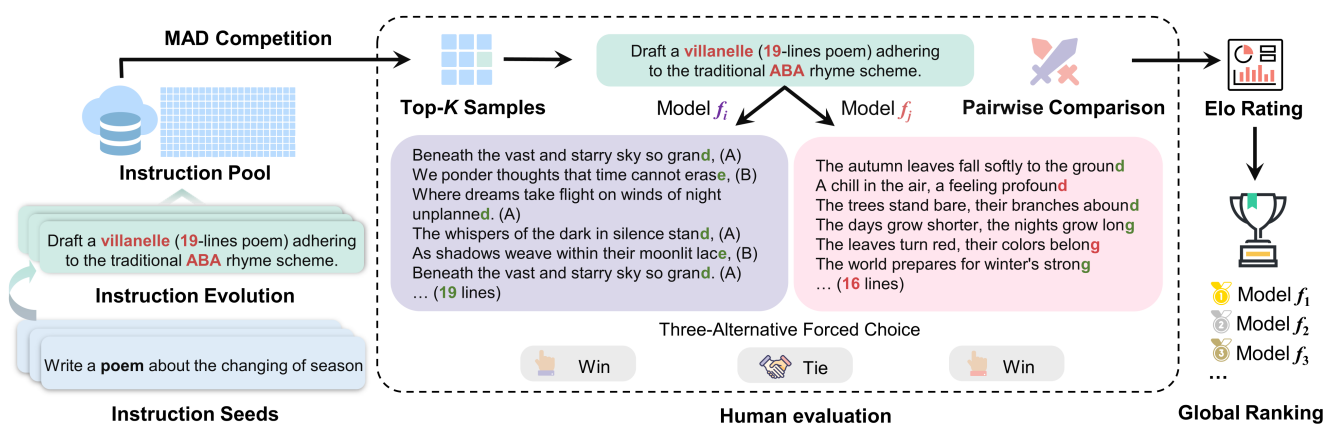 MAD Competition
Instruction Pool
Draft a villanelle (19-lines poem) adhering
to the traditional ABA rhyme scheme.
Instruction Evolution
Write a poem about the changing of season
Instruction Seeds
Top-K Samples
Draft a villanelle (19-lines poem) adhering
to the traditional ABA rhyme scheme.
Pairwise Comparison
Model fi
Model fj
Beneath the vast and starry sky so grand, (A)
We ponder thoughts that time cannot erase, (B)
Where dreams take flight on winds of night
unplanned. (A)
The whispers of the dark in silence stand, (A)
As shadows weave within their moonlit lace, (B)
Beneath the vast and starry sky so grand. (A)
... (19 lines)
The autumn leaves fall softly to the ground
A chill in the air, a feeling profound
The trees stand bare, their branches abound
The days grow shorter, the nights grow long
The leaves turn red, their colors belong
The world prepares for winter's strong
... (16 lines)
Three-Alternative Forced Choice
Win
Tie
Win
Human evaluation
Elo Rating
1 Model f1
2 Model f2
3 Model f3
...
Global Ranking